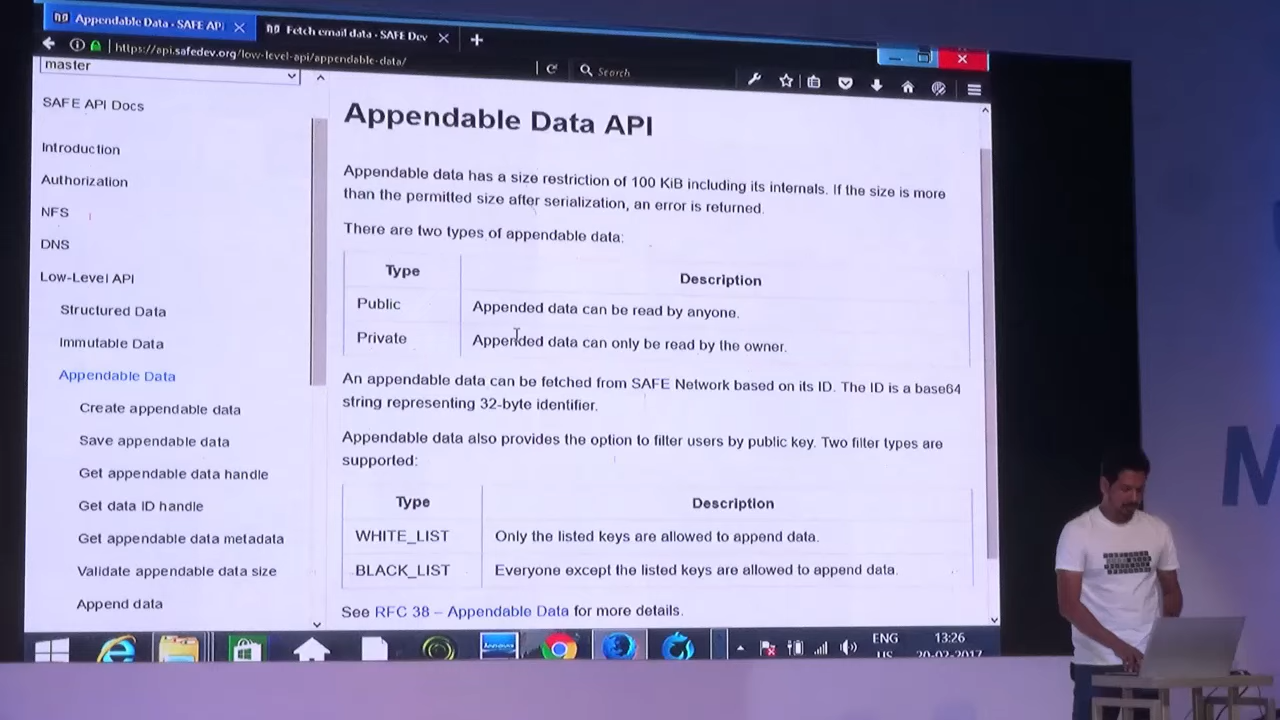 Appendable Data - SAFE API
Fetch email data - SAFE Dev
https://api.safedev.org/low-level-api/appendable-data/
Search
master
SAFE API Docs
Introduction
Authorization
NFS
DNS
Low-Level API
Structured Data
Immutable Data
Appendable Data
Create appendable data
Save appendable data
Get appendable data handle
Get data ID handle
Get appendable data metadata
Validate appendable data size
Append data
Appendable Data API
Appendable data has a size restriction of 100 KiB including its internals. If the size is more
than the permitted size after serialization, an error is returned.
There are two types of appendable data:
Type Description
Public Appended data can be read by anyone.
Private Appended data can only be read by the owner.
An appendable data can be fetched from SAFE Network based on its ID. The ID is a base64
string representing 32-byte identifier.
Appendable data also provides the option to filter users by public key. Two filter types are
supported:
Type Description
WHITE_LIST Only the listed keys are allowed to append data.
BLACK_LIST Everyone except the listed keys are allowed to append data.
See RFC 38 – Appendable Data for more details.
ENG 13:26
US 20-02-2017
M